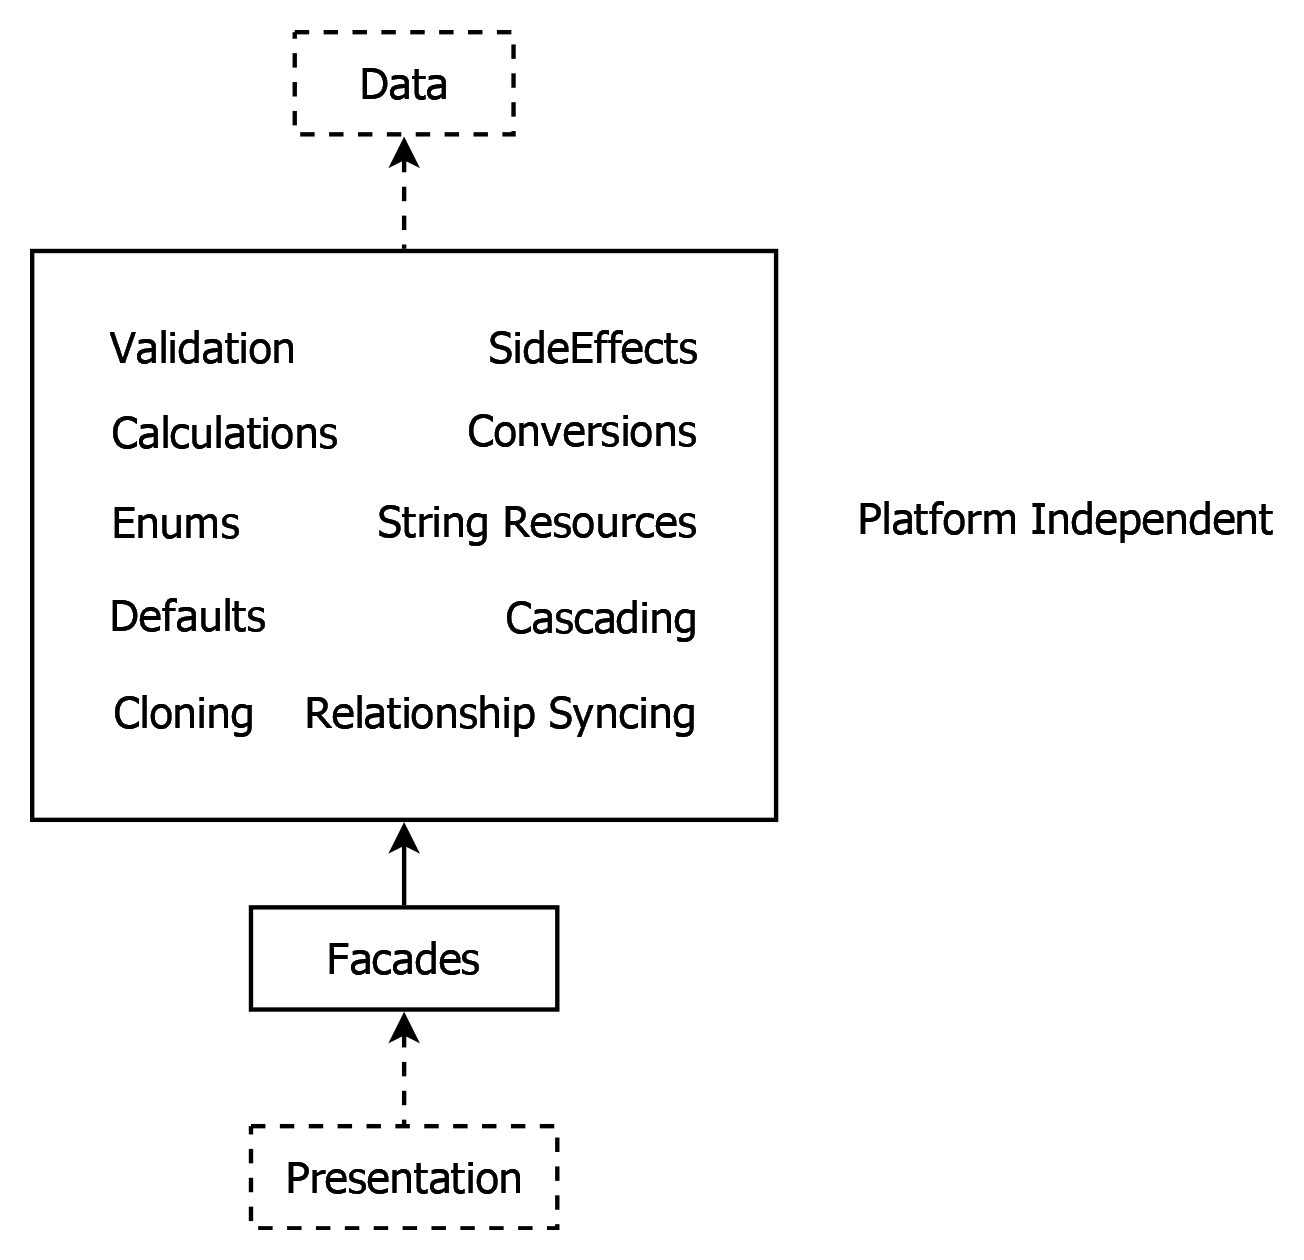 Data
Validation SideEffects
Calculations Conversions
Enums String Resources
Platform Independent
Defaults Cascading
Cloning Relationship Syncing
Facades
Presentation